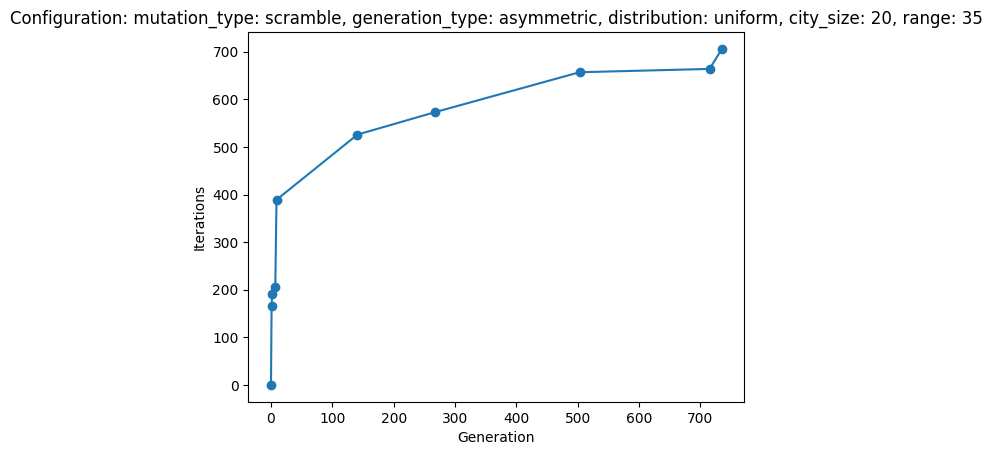 Configuration: mutation_type: scramble, generation_type: asymmetric, distribution: uniform, city_size: 20, range: 35
700
600
500
400
300
200
100
0
Iterations
0 100 200 300 400 500 600 700
Generation